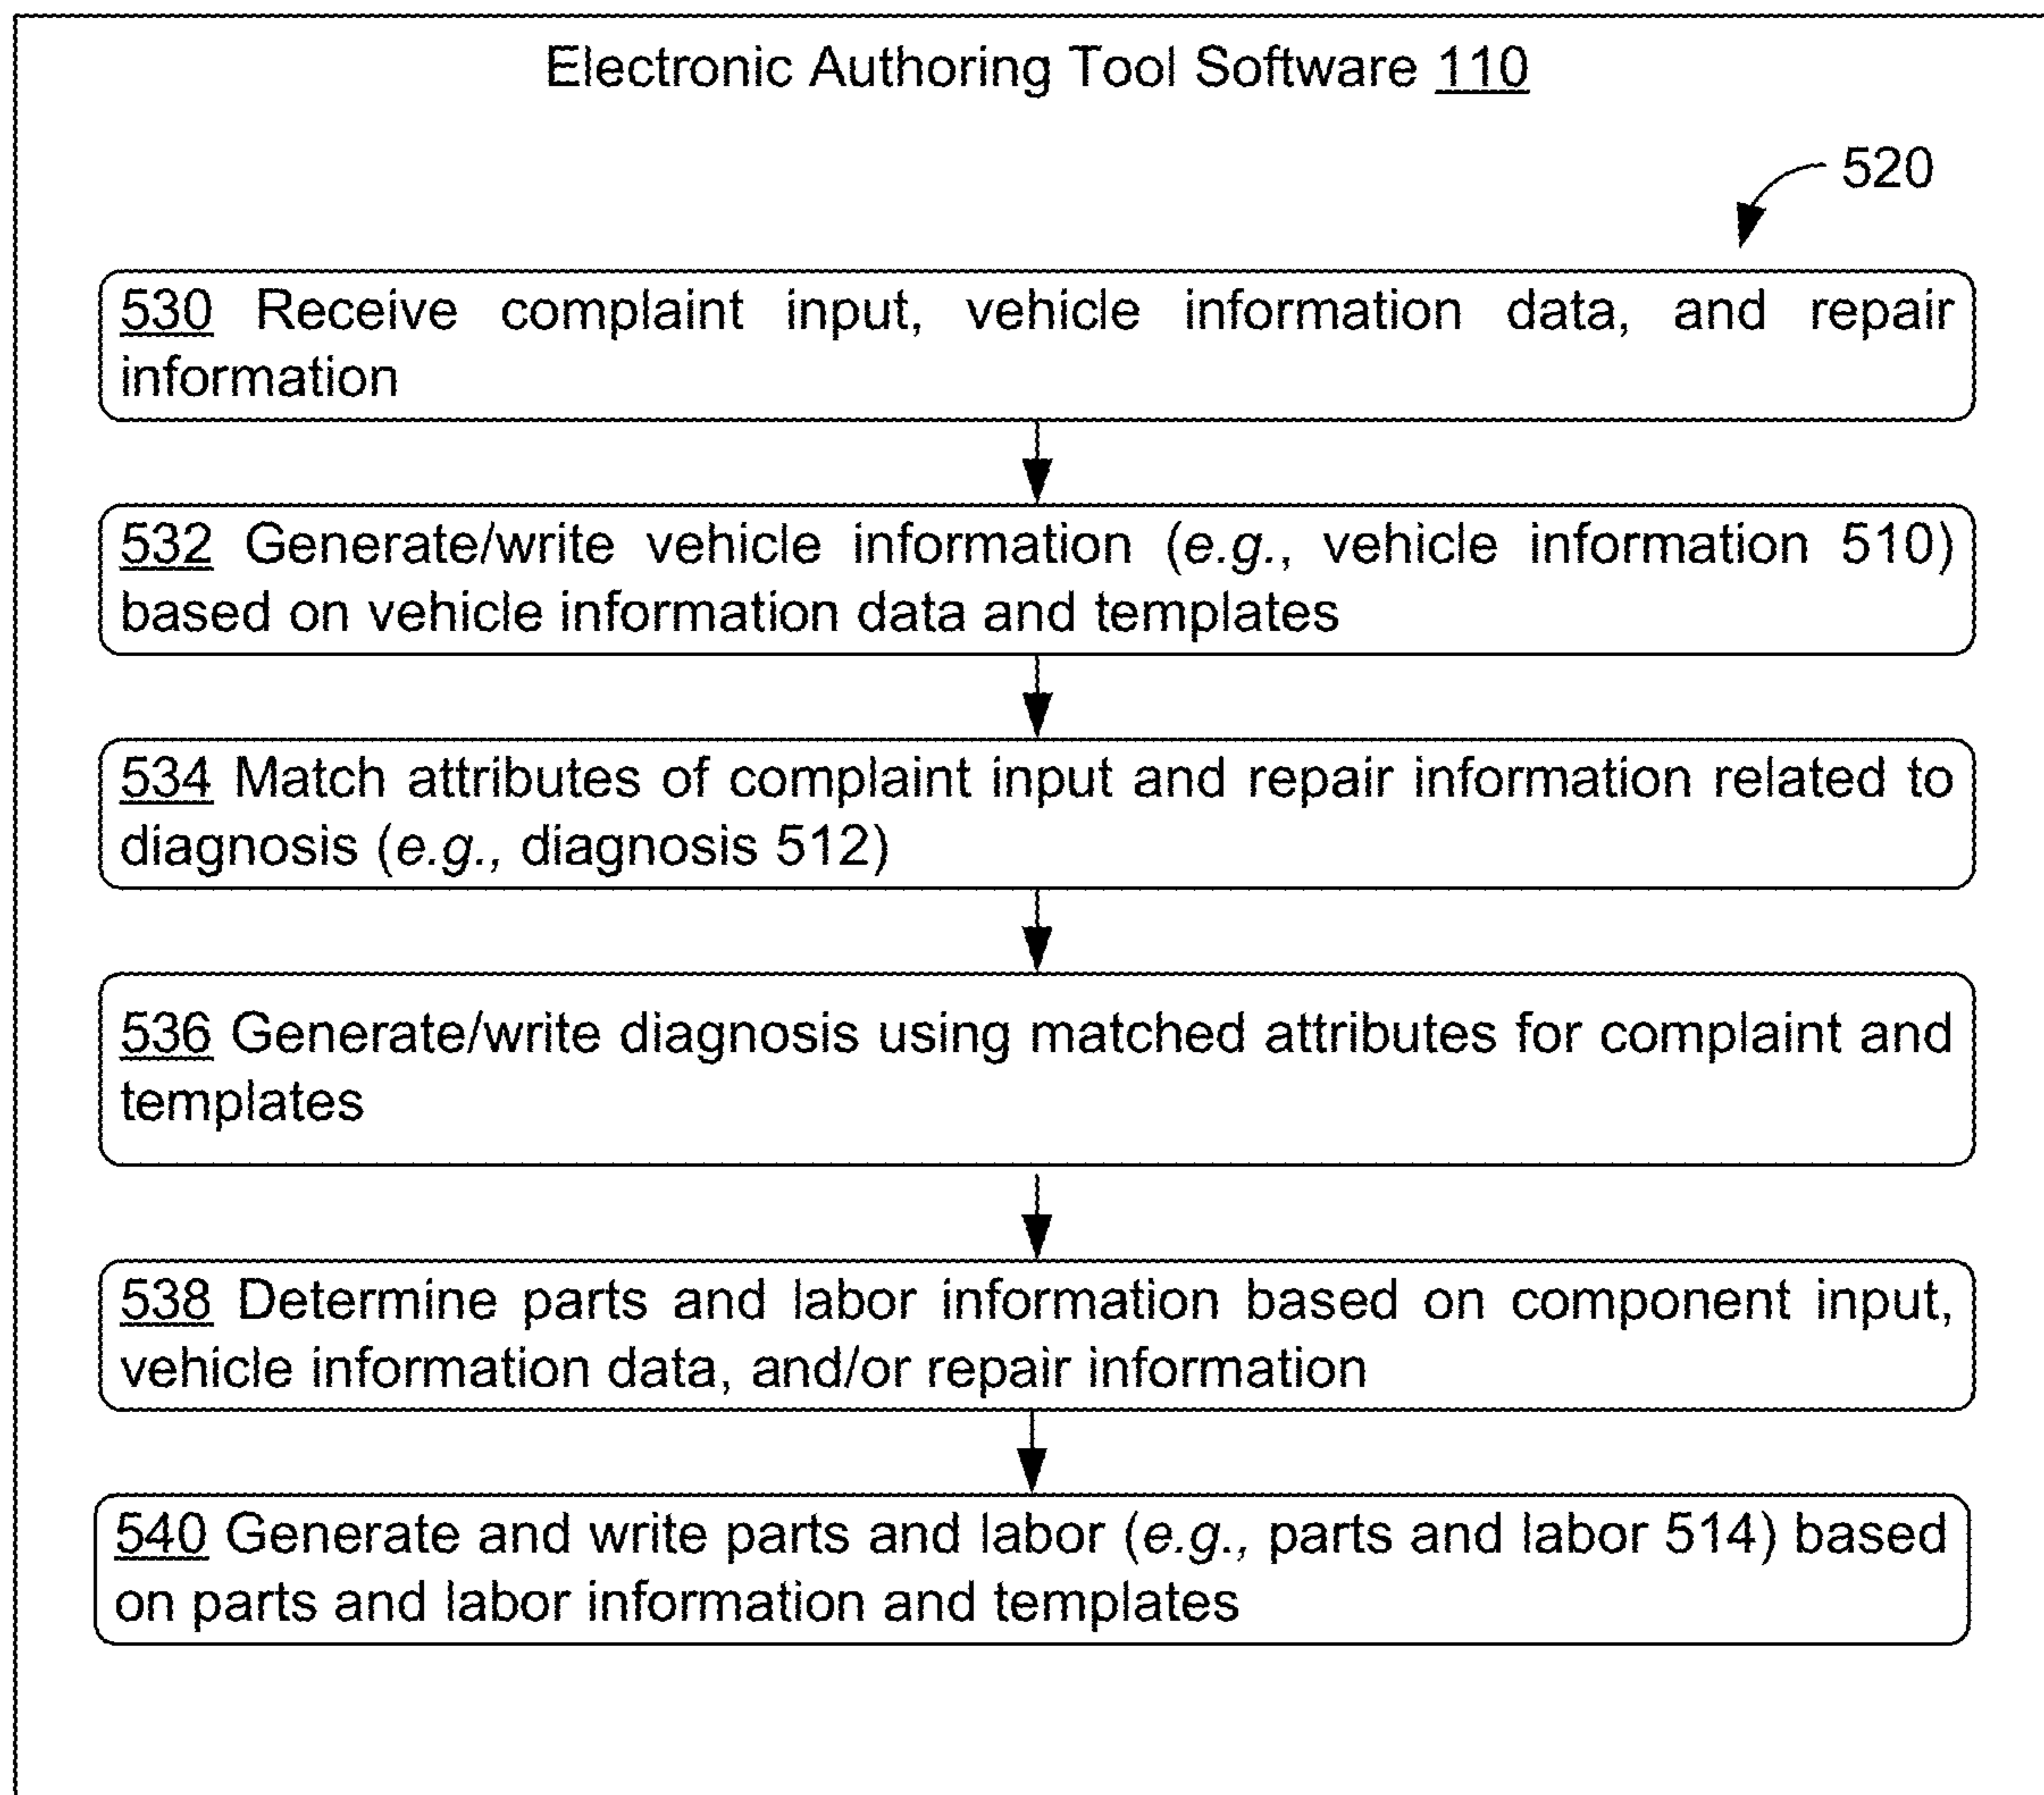 Electronic Authoring Tool Software 110
520
530 Receive complaint input, vehicle information data, and repair
information
532 Generate/write vehicle information (e.g., vehicle information 510)
based on vehicle information data and templates
534 Match attributes of complaint input and repair information related to
diagnosis (e.g., diagnosis 512)
536 Generate/write diagnosis using matched attributes for complaint and
templates
538 Determine parts and labor information based on component input,
vehicle information data, and/or repair information
540 Generate and write parts and labor (e.g., parts and labor 514) based
on parts and labor information and templates